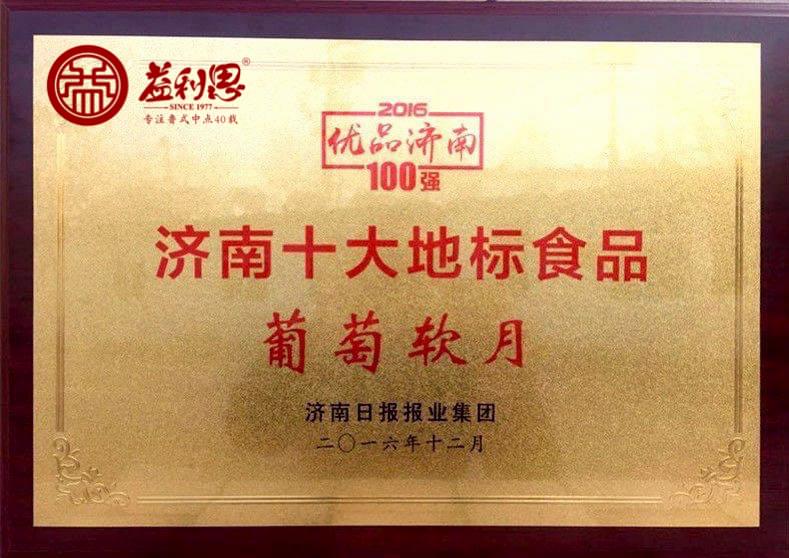 益利思®
SINCE 1977
专注鲁式中点40载
2016
优品济南
100强
济南十大地标食品
葡萄软月
济南日报报业集团
二〇一六年十二月